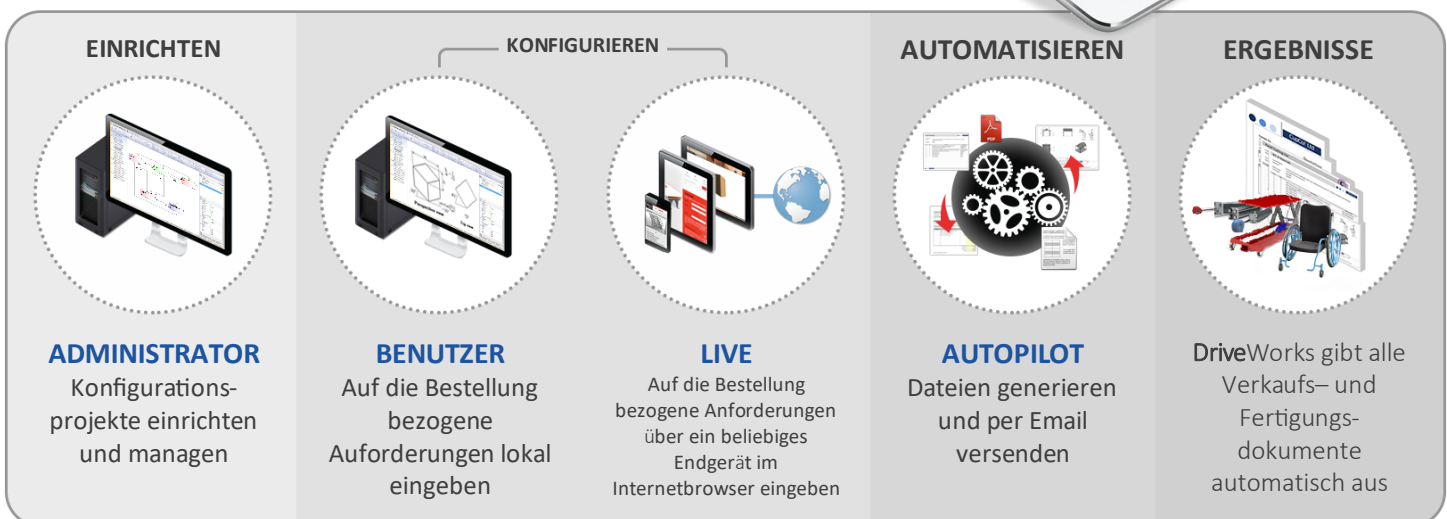 EINRICHTEN
KONFIGURIEREN
AUTOMATISIEREN
ERGEBNISSE
PDF
ADMINISTRATOR
Konfigurations-
projekte einrichten
und managen
BENUTZER
Auf die Bestellung
bezogene
Auforderungen lokal
eingeben
LIVE
Auf die Bestellung
bezogene Anforderungen
über ein beliebiges
Endgerät im
Internetbrowser eingeben
AUTOPILOT
Dateien generieren
und per Email
versenden
DriveWorks gibt alle
Verkaufs– und
Fertigungs-
dokumente
automatisch aus